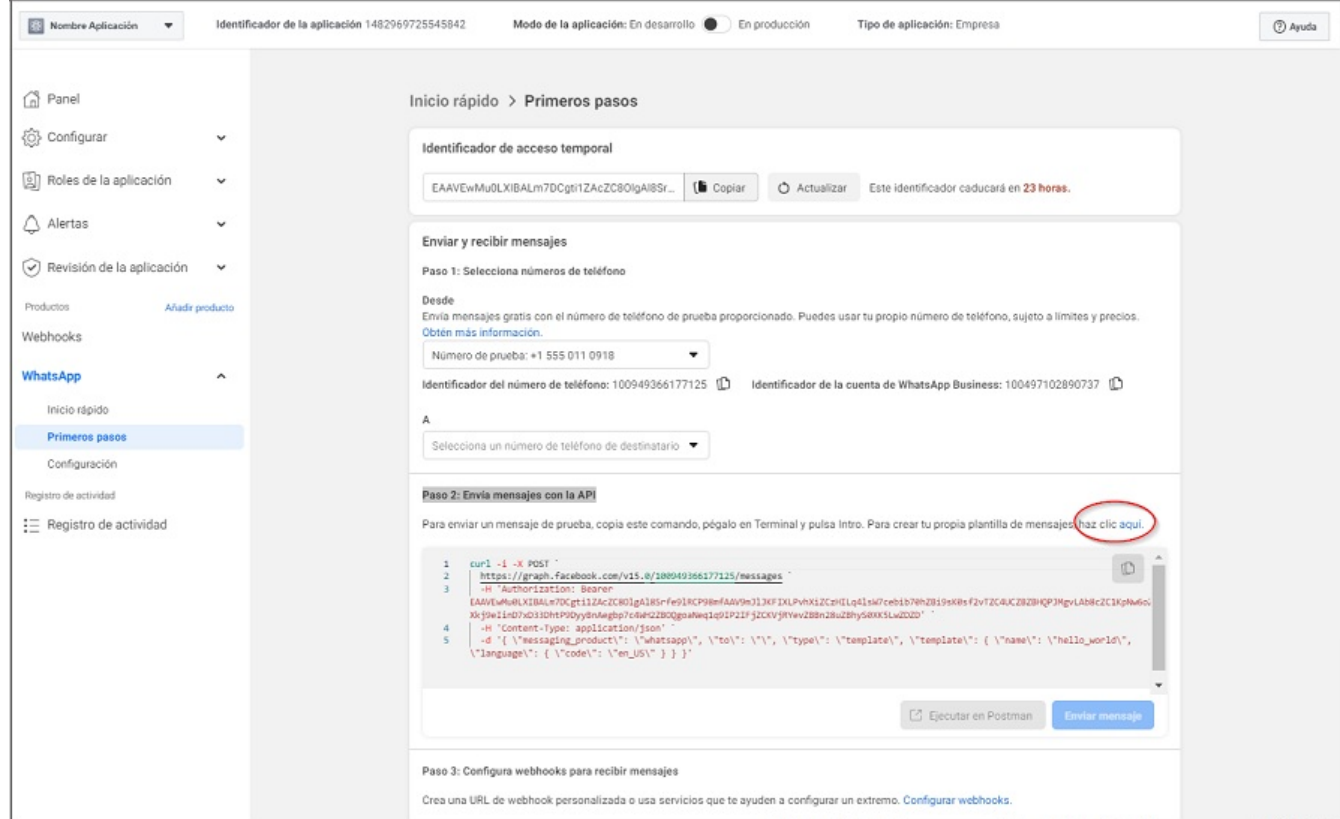 Nombre Aplicación
Identificador de la aplicación 1482969725545842
Modo de la aplicación: En desarrollo
En producción
Tipo de aplicación: Empresa
Ayuda
Panel
Configurar
Roles de la aplicación
Alertas
Revisión de la aplicación
Productos
Añadir producto
Webhooks
WhatsApp
Inicio rápido
Primeros pasos
Configuración
Registro de actividad
Registro de actividad
Inicio rápido > Primeros pasos
Identificador de acceso temporal
Copiar
Actualizar
Este identificador caducará en 23 horas.
Enviar y recibir mensajes
Paso 1: Selecciona números de teléfono
Desde
Envía mensajes gratis con el número de teléfono de prueba proporcionado. Puedes usar tu propio número de teléfono, sujeto a límites y precios.
Obtén más información.
Número de prueba: +1 555 011 0918
Identificador del número de teléfono: 100949366177125
Identificador de la cuenta de WhatsApp Business: 100497102890737
A
Selecciona un número de teléfono de destinatario
Paso 2: Envía mensajes con la API
Para enviar un mensaje de prueba, copia este comando, pégalo en Terminal y pulsa Intro. Para crear tu propia plantilla de mensajes, haz clic aquí.
1 curl -i -X POST `
2 https://graph.facebook.com/v15.0/100949366177125/messages `
3 -H 'Authorization: Bearer
4 -H 'Content-Type: application/json' `
5 -d '{ \"messaging_product\": \"whatsapp\", \"to\": \"\", \"type\": \"template\", \"template\": { \"name\": \"hello_world\",
\"language\": { \"code\": \"en_US\" } } }'
Ejecutar en Postman
Enviar mensaje
Paso 3: Configura webhooks para recibir mensajes
Crea una URL de webhook personalizada o usa servicios que te ayuden a configurar un extremo. Configurar webhooks.